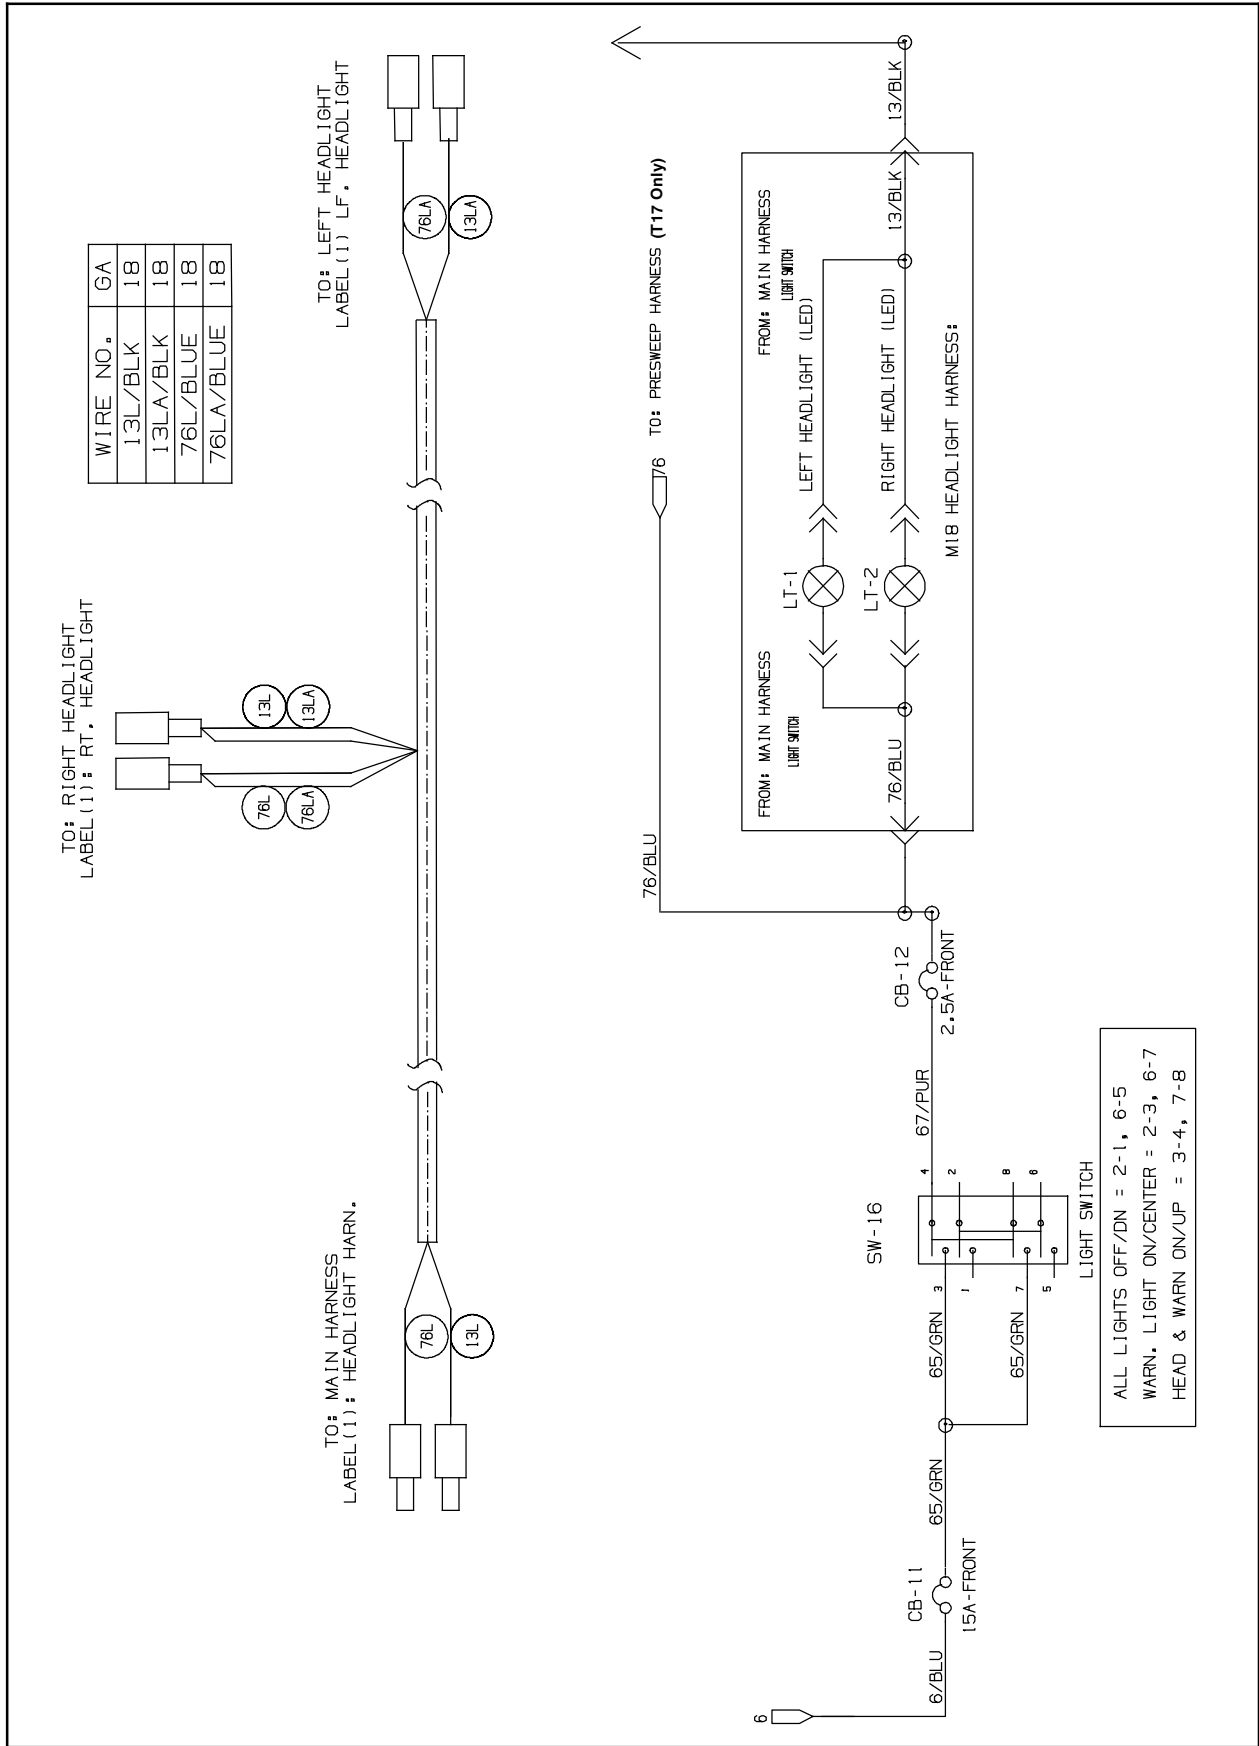 TO: RIGHT HEADLIGHT
LABEL(1): RT. HEADLIGHT
WIRE NO. GA
13L/BLK 18
13LA/BLK 18
76L/BLUE 18
76LA/BLUE 18
13L
13LA
76L
76LA
TO: LEFT HEADLIGHT
LABEL(1) LF. HEADLIGHT
76LA
13LA
TO: MAIN HARNESS
LABEL(1): HEADLIGHT HARN.
76L
13L
76/BLU
76 TO: PRESWEEP HARNESS (T17 Only)
FROM: MAIN HARNESS
LIGHT SWITCH
FROM: MAIN HARNESS
LIGHT SWITCH
LT-1
LEFT HEADLIGHT (LED)
LT-2
RIGHT HEADLIGHT (LED)
76/BLU
13/BLK
13/BLK
M18 HEADLIGHT HARNESS:
6
6/BLU
CB-11
15A-FRONT
65/GRN
65/GRN
65/GRN
SW-16
3
1
7
5
4
2
8
6
LIGHT SWITCH
67/PUR
CB-12
2.5A-FRONT
ALL LIGHTS OFF/DN = 2-1, 6-5
WARN. LIGHT ON/CENTER = 2-3, 6-7
HEAD & WARN ON/UP = 3-4, 7-8